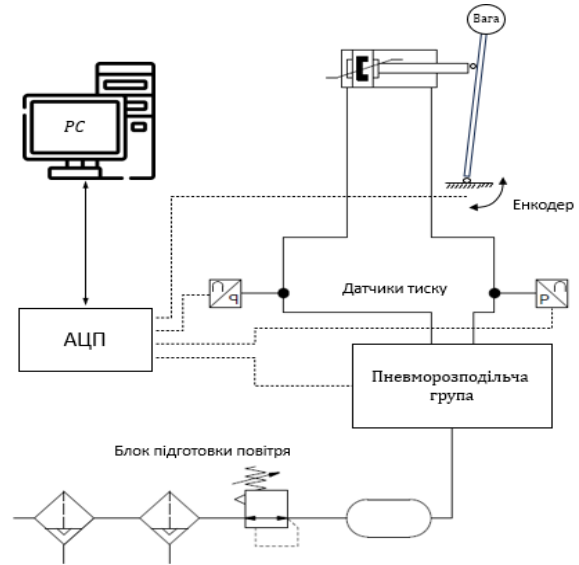 Вага
PC
Енкодер
Датчики тиску
P
P
АЦП
Пневморозподільча
група
Блок підготовки повітря